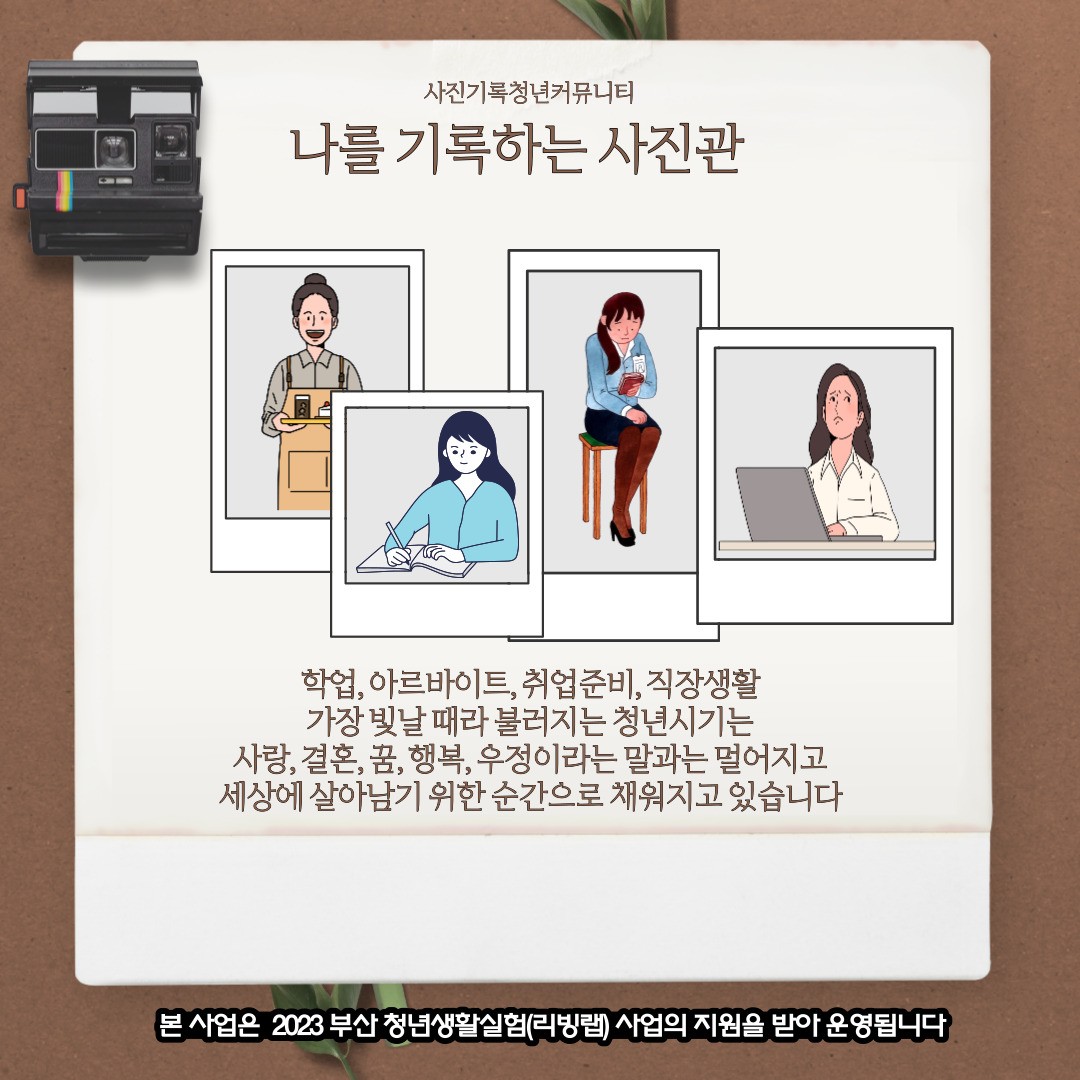 사진기록청년커뮤니티
나를 기록하는 사진관
학업, 아르바이트, 취업준비, 직장생활
가장 빛날 때라 불러지는 청년시기는
사랑, 결혼, 꿈, 행복, 우정이라는 말과는 멀어지고
세상에 살아남기 위한 순간으로 채워지고 있습니다
본 사업은 2023 부산 청년생활실험(리빙랩) 사업의 지원을 받아 운영됩니다